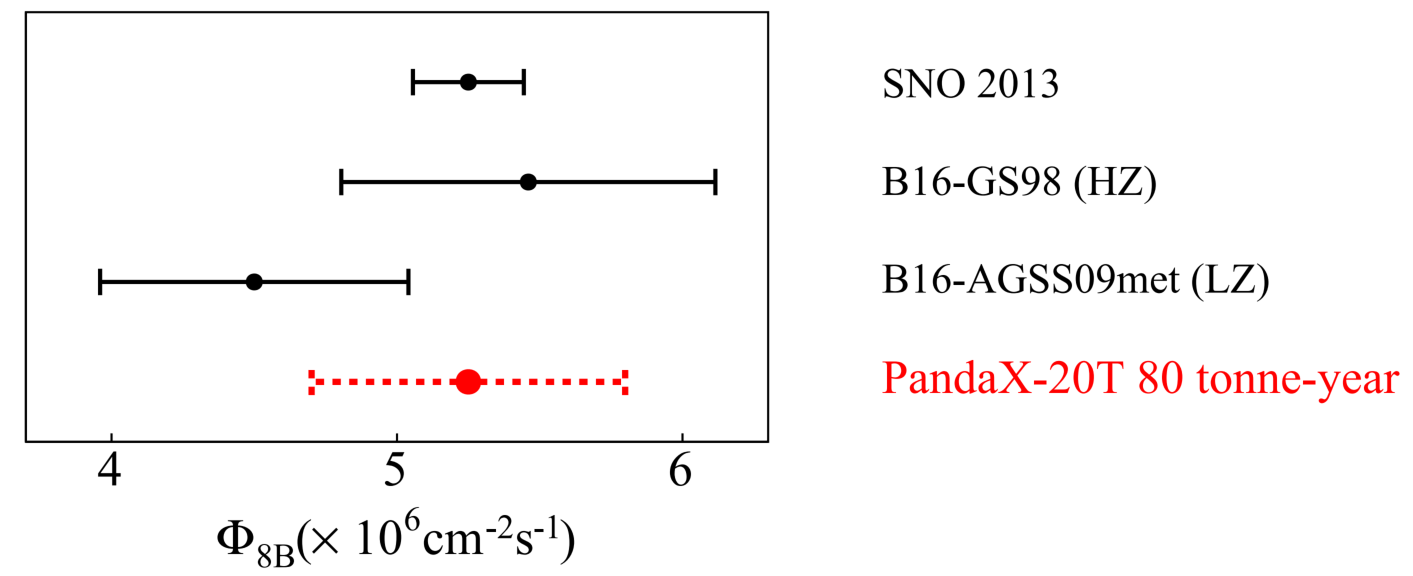 SNO 2013
B16-GS98 (HZ)
B16-AGSS09met (LZ)
PandaX-20T 80 tonne-year
4 5 6
Φ8B(× 10⁶cm⁻²s⁻¹)